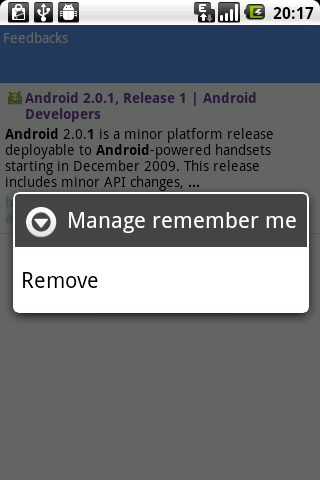 20:17
Feedbacks
Android 2.0.1, Release 1 | Android
Developers
Android 2.0.1 is a minor platform release
deployable to Android-powered handsets
starting in December 2009. This release
includes minor API changes, ...
Manage remember me
Remove